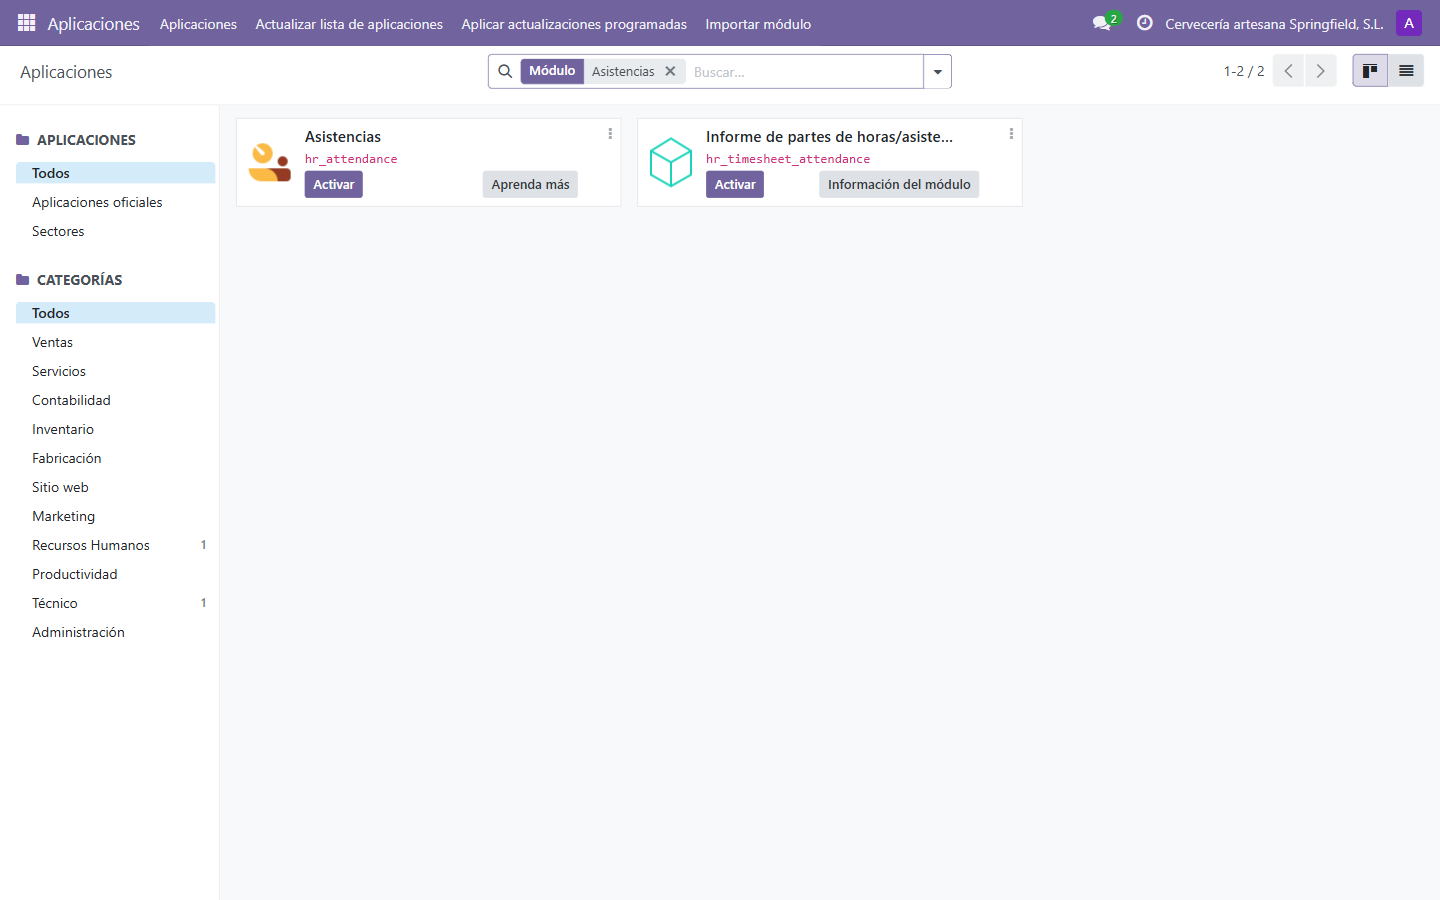 Aplicaciones Aplicaciones Actualizar lista de aplicaciones Aplicar actualizaciones programadas Importar módulo 2 Cervecería artesana Springfield, S.L. A
Aplicaciones Módulo Asistencias Buscar... 1-2 / 2
APLICACIONES
Todos
Aplicaciones oficiales
Sectores
CATEGORÍAS
Todos
Ventas
Servicios
Contabilidad
Inventario
Fabricación
Sitio web
Marketing
Recursos Humanos 1
Productividad
Técnico 1
Administración
Asistencias
hr_attendance
Activar Aprenda más
Informe de partes de horas/asiste...
hr_timesheet_attendance
Activar Información del módulo